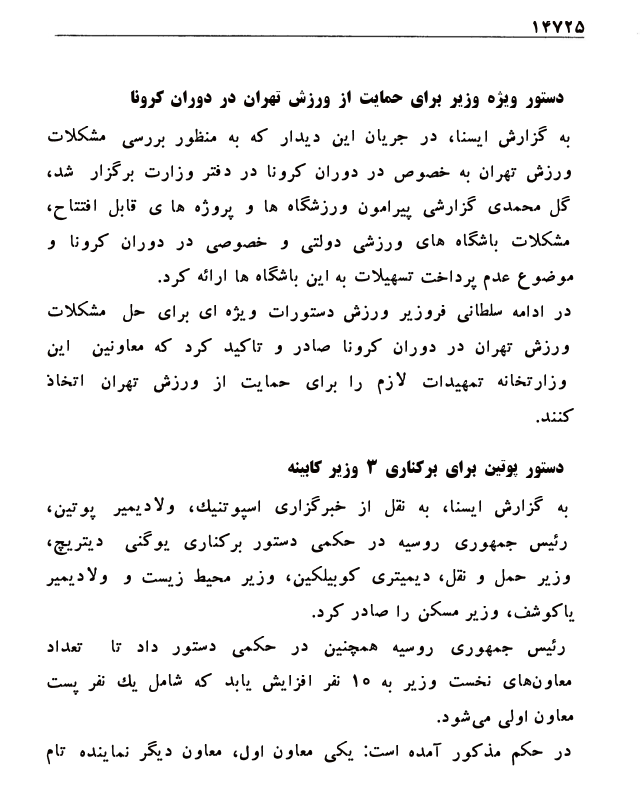 ۱۴۷۲۵
دستور ویژه وزیر برای حمایت از ورزش تهران در دوران کرونا
به گزارش ایسنا، در جریان این دیدار که به منظور بررسی مشکلات
ورزش تهران به خصوص در دوران کرونا در دفتر وزارت برگزار شد،
گل محمدی گزارشی پیرامون ورزشگاه ها و پروژه ها ی قابل افتتاح،
مشکلات باشگاه های ورزشی دولتی و خصوصی در دوران کرونا و
موضوع عدم پرداخت تسهیلات به این باشگاه ها ارائه کرد.
در ادامه سلطانی فروزیر ورزش دستورات ویژه ای برای حل مشکلات
ورزش تهران در دوران کرونا صادر و تاکید کرد که معاونین این
وزارتخانه تمهیدات لازم را برای حمایت از ورزش تهران اتخاذ
کنند.
دستور پوتین برای برکناری ۳ وزیر کابینه
به گزارش ایسنا، به نقل از خبرگزاری اسپوتنیك، ولادیمیر پوتین،
رئیس جمهوری روسیه در حکمی دستور برکناری یوگنی دیتریچ،
وزیر حمل و نقل، دیمیتری کوبیلکین، وزیر محیط زیست و ولادیمیر
یاکوشف، وزیر مسکن را صادر کرد.
رئیس جمهوری روسیه همچنین در حکمی دستور داد تا تعداد
معاون‌های نخست وزیر به ۱۰ نفر افزایش یابد که شامل یك نفر پست
معاون اولی می‌شود.
در حکم مذکور آمده است: یکی معاون اول، معاون دیگر نماینده تام